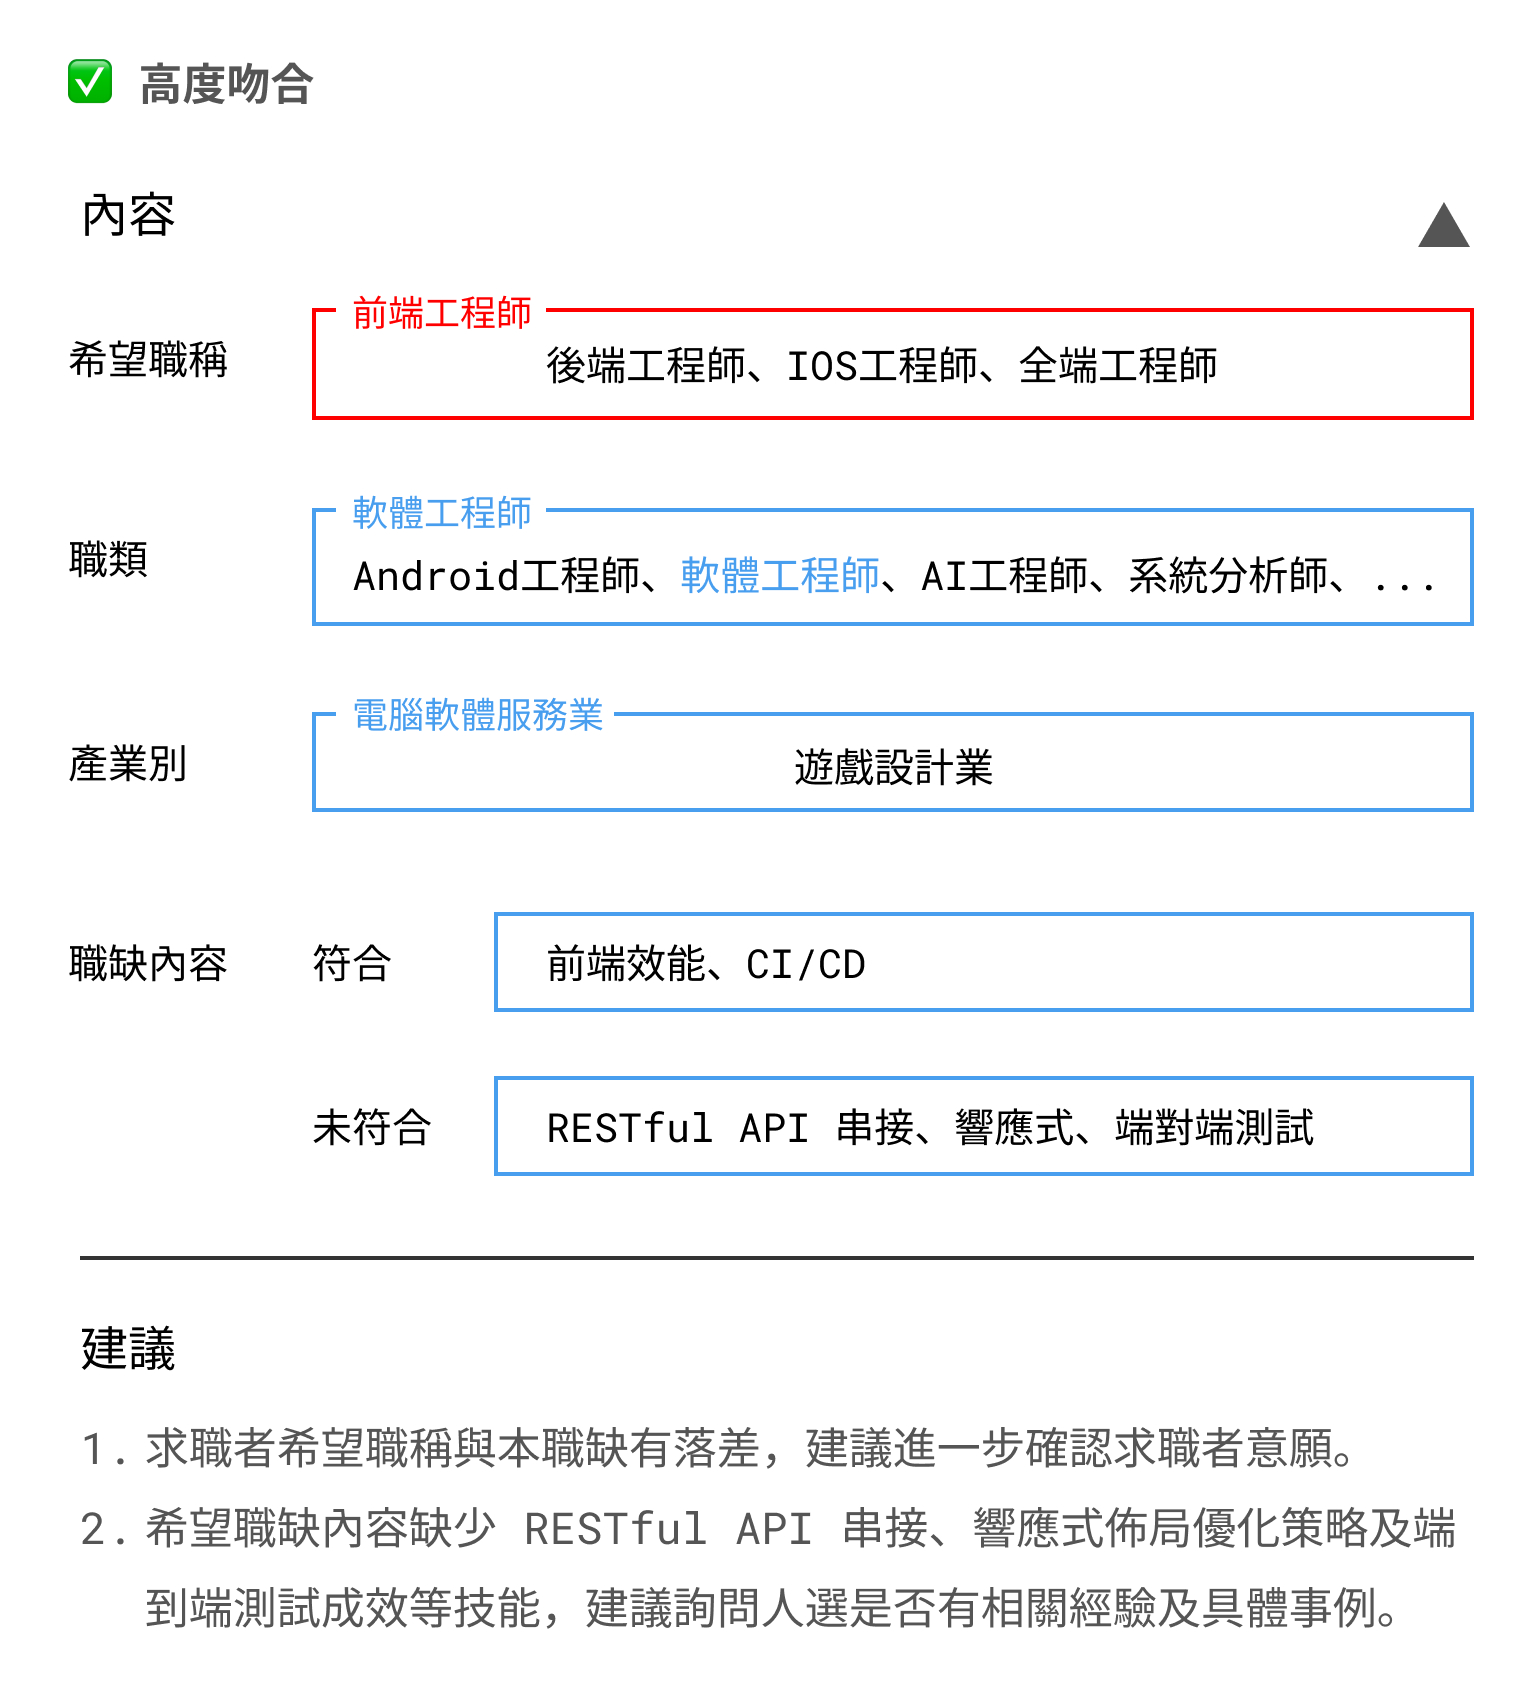 ✅ 高度吻合
內容
希望職稱
前端工程師
後端工程師、IOS工程師、全端工程師
職類
軟體工程師
Android工程師、軟體工程師、AI工程師、系統分析師、...
產業別
電腦軟體服務業
遊戲設計業
職缺內容 符合 前端效能、CI/CD
未符合 RESTful API 串接、響應式、端對端測試
建議
1. 求職者希望職稱與本職缺有落差，建議進一步確認求職者意願。
2. 希望職缺內容缺少 RESTful API 串接、響應式佈局優化策略及端
到端測試成效等技能，建議詢問人選是否有相關經驗及具體事例。